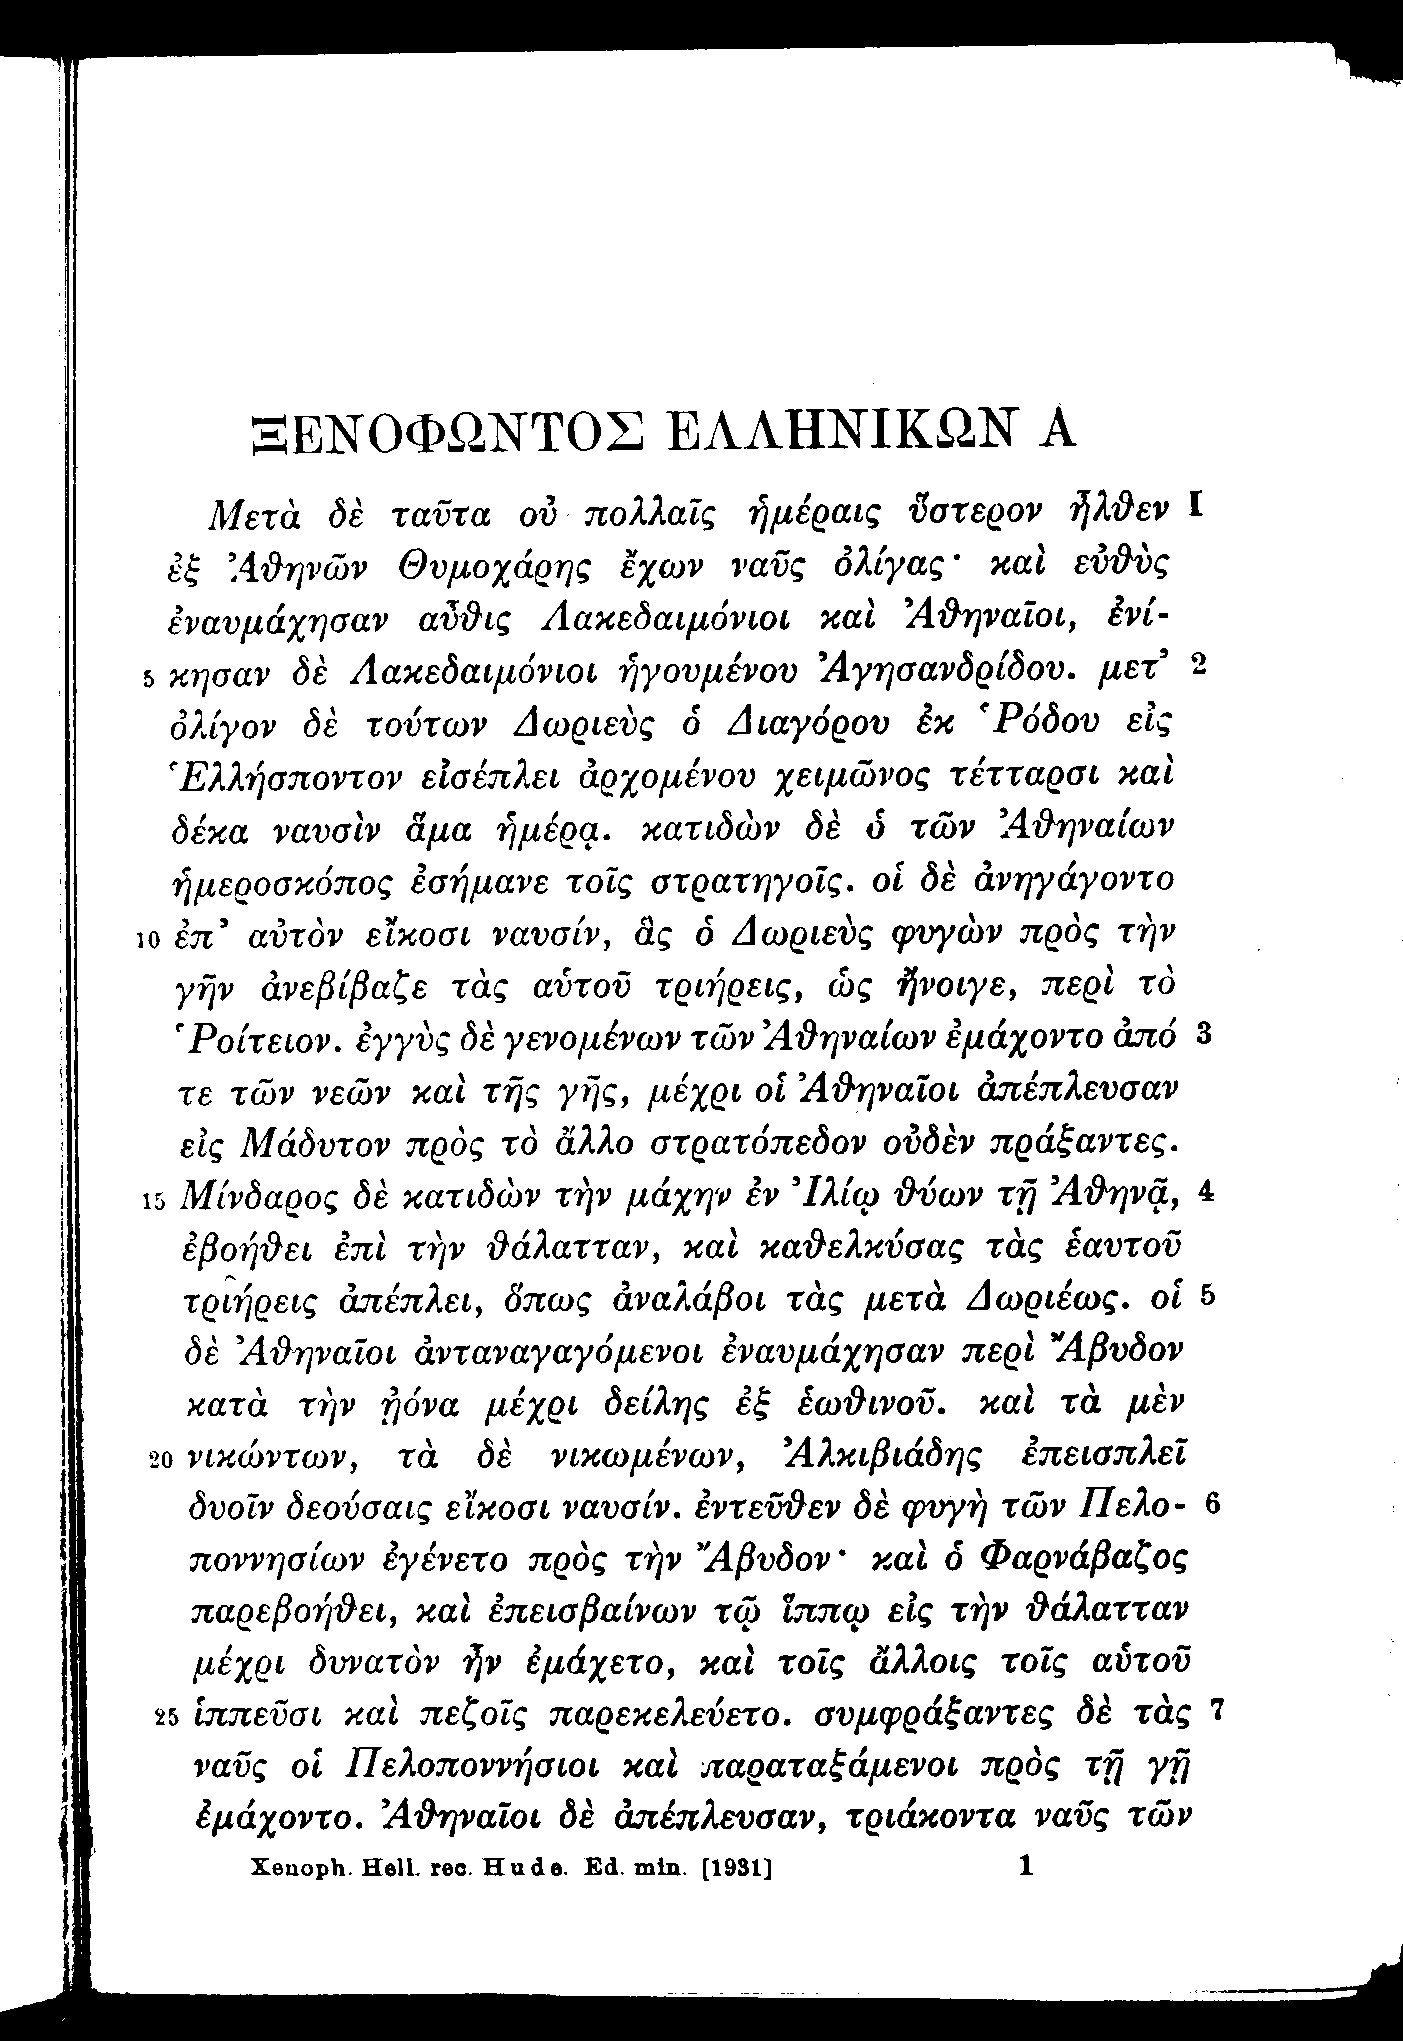 ΞΕΝΟΦΩΝΤΟΣ ΕΛΛΗΝΙΚΩΝ Α
Μετὰ δὲ ταῦτα οὐ πολλαῖς ἡμέραις ὕστερον ἦλθεν I
ἐξ Ἀθηνῶν Θυμοχάρης ἔχων ναῦς ὀλίγας· καὶ εὐθὺς
ἐναυμάχησαν αὖθις Λακεδαιμόνιοι καὶ Ἀθηναῖοι, ἐνί-
5 κησαν δὲ Λακεδαιμόνιοι ἡγουμένου Ἀγησανδρίδου. μετ’ 2
ὀλίγον δὲ τούτων Δωριεὺς ὁ Διαγόρου ἐκ Ῥόδου εἰς
Ἑλλήσποντον εἰσέπλει ἀρχομένου χειμῶνος τέτταρσι καὶ
δέκα ναυσὶν ἅμα ἡμέρᾳ. κατιδὼν δὲ ὁ τῶν Ἀθηναίων
ἡμεροσκόπος ἐσήμανε τοῖς στρατηγοῖς. οἱ δὲ ἀνηγάγοντο
10 ἐπ’ αὐτὸν εἴκοσι ναυσίν, ἃς ὁ Δωριεὺς φυγὼν πρὸς τὴν
γῆν ἀνεβίβαζε τὰς αὑτοῦ τριήρεις, ὡς ἤνοιγε, περὶ τὸ
Ῥοίτειον. ἐγγὺς δὲ γενομένων τῶν Ἀθηναίων ἐμάχοντο ἀπό 3
τε τῶν νεῶν καὶ τῆς γῆς, μέχρι οἱ Ἀθηναῖοι ἀπέπλευσαν
εἰς Μάδυτον πρὸς τὸ ἄλλο στρατόπεδον οὐδὲν πράξαντες.
15 Μίνδαρος δὲ κατιδὼν τὴν μάχην ἐν Ἰλίῳ θύων τῇ Ἀθηνᾷ, 4
ἐβοήθει ἐπὶ τὴν θάλατταν, καὶ καθελκύσας τὰς ἑαυτοῦ
τριήρεις ἀπέπλει, ὅπως ἀναλάβοι τὰς μετὰ Δωριέως. οἱ 5
δὲ Ἀθηναῖοι ἀνταναγαγόμενοι ἐναυμάχησαν περὶ Ἄβυδον
κατὰ τὴν ᾐόνα μέχρι δείλης ἐξ ἑωθινοῦ. καὶ τὰ μὲν
20 νικώντων, τὰ δὲ νικωμένων, Ἀλκιβιάδης ἐπεισπλεῖ
δυοῖν δεούσαις εἴκοσι ναυσίν. ἐντεῦθεν δὲ φυγὴ τῶν Πελο- 6
ποννησίων ἐγένετο πρὸς τὴν Ἄβυδον· καὶ ὁ Φαρνάβαζος
παρεβοήθει, καὶ ἐπεισβαίνων τῷ ἵππῳ εἰς τὴν θάλατταν
μέχρι δυνατὸν ἦν ἐμάχετο, καὶ τοῖς ἄλλοις τοῖς αὑτοῦ
25 ἱππεῦσι καὶ πεζοῖς παρεκελεύετο. συμφράξαντες δὲ τὰς 7
ναῦς οἱ Πελοποννήσιοι καὶ παραταξάμενοι πρὸς τῇ γῇ
ἐμάχοντο. Ἀθηναῖοι δὲ ἀπέπλευσαν, τριάκοντα ναῦς τῶν
Xenoph. Hell. rec. Hude. Ed. min. [1931] 1